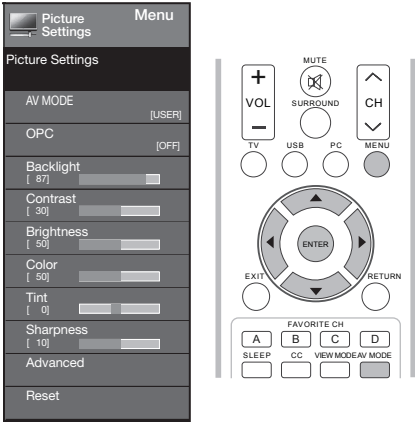 Picture Settings Menu
Picture Settings
AV MODE
[USER]
OPC
[OFF]
Backlight
[ 87]
Contrast
[ 30]
Brightness
[ 50]
Color
[ 50]
Tint
[ 0]
Sharpness
[ 10]
Advanced
Reset
MUTE
+
VOL
−
SURROUND
CH
TV USB PC MENU
ENTER
EXIT RETURN
FAVORITE CH
A B C D
SLEEP CC VIEW MODE AV MODE